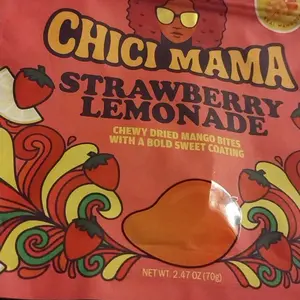 CHICI MAMA
STRAWBERRY
LEMONADE
CHEWY DRIED MANGO BITES
WITH A BOLD SWEET COATING
NET WT. 2.47 OZ (70g)